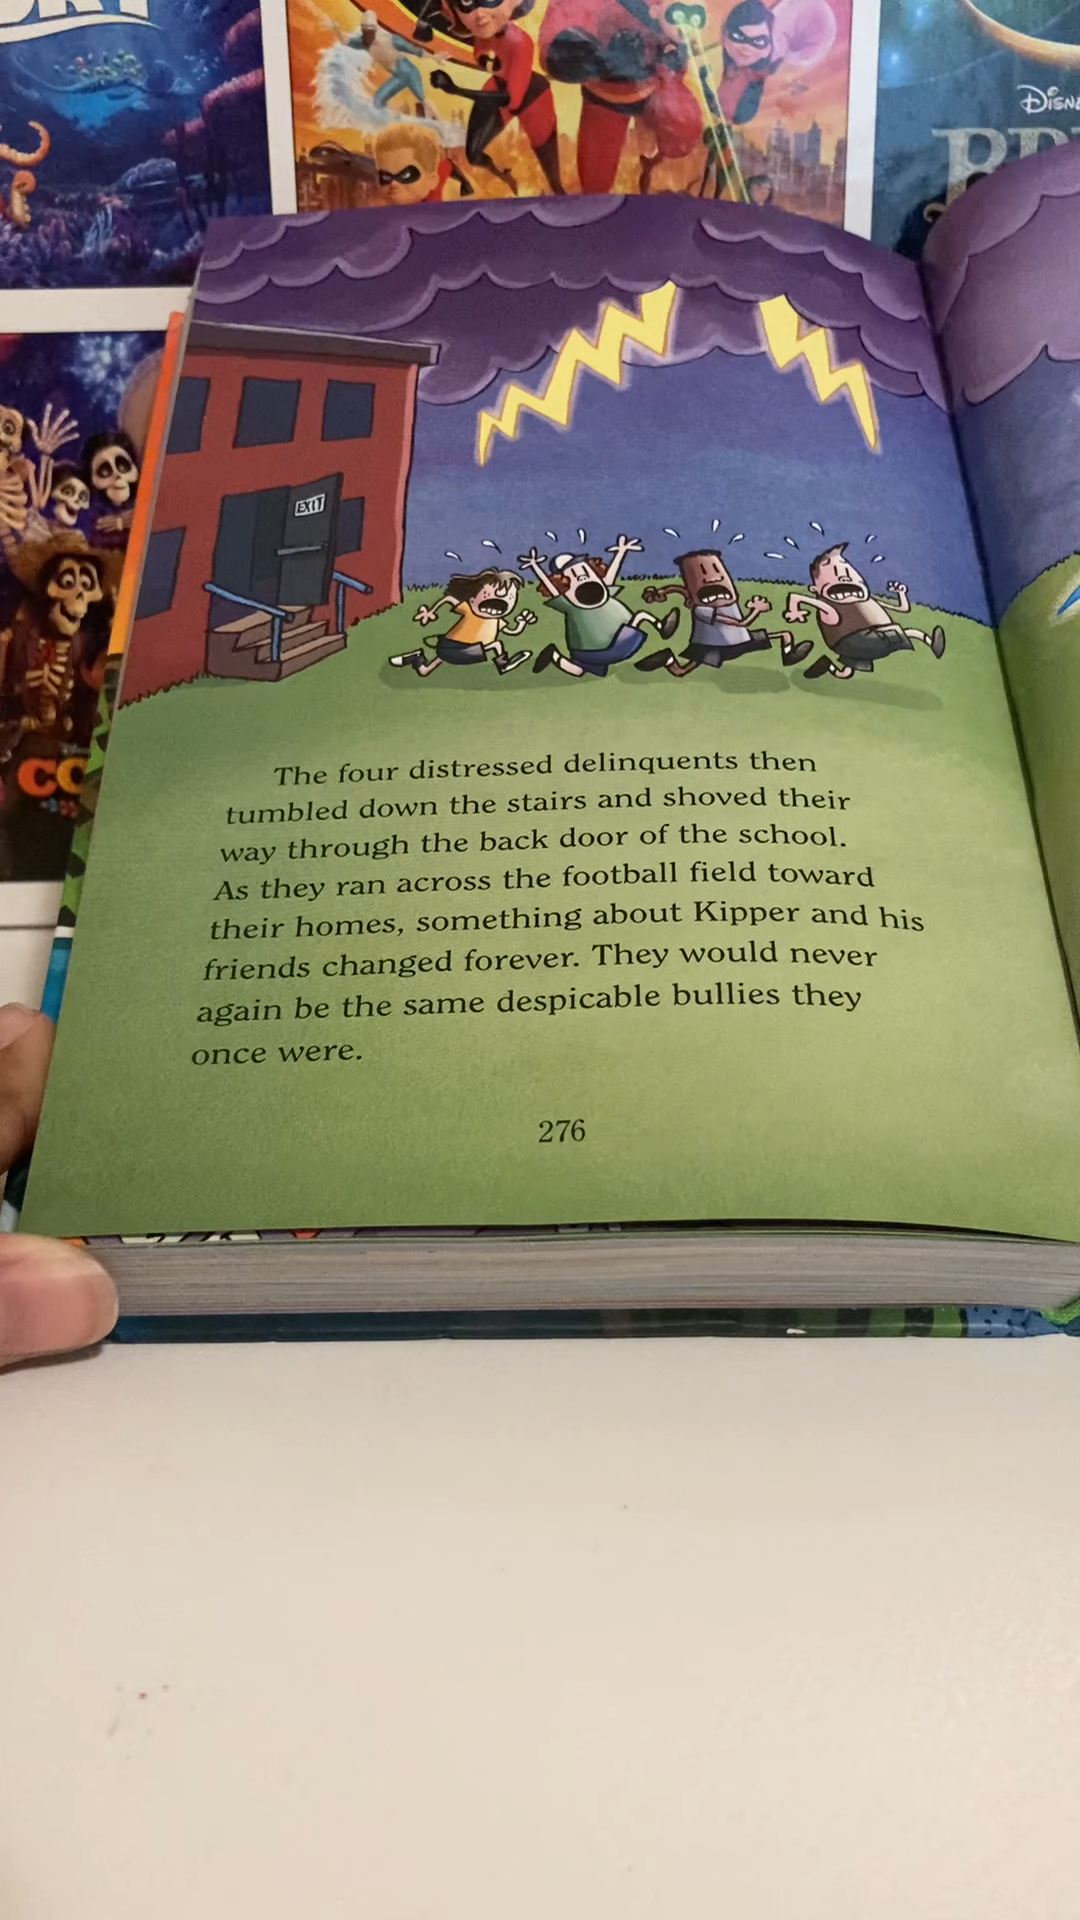 DISNE
EXIT
The four distressed delinquents then
tumbled down the stairs and shoved their
way through the back door of the school.
As they ran across the football field toward
their homes, something about Kipper and his
friends changed forever. They would never
again be the same despicable bullies they
once were.
276